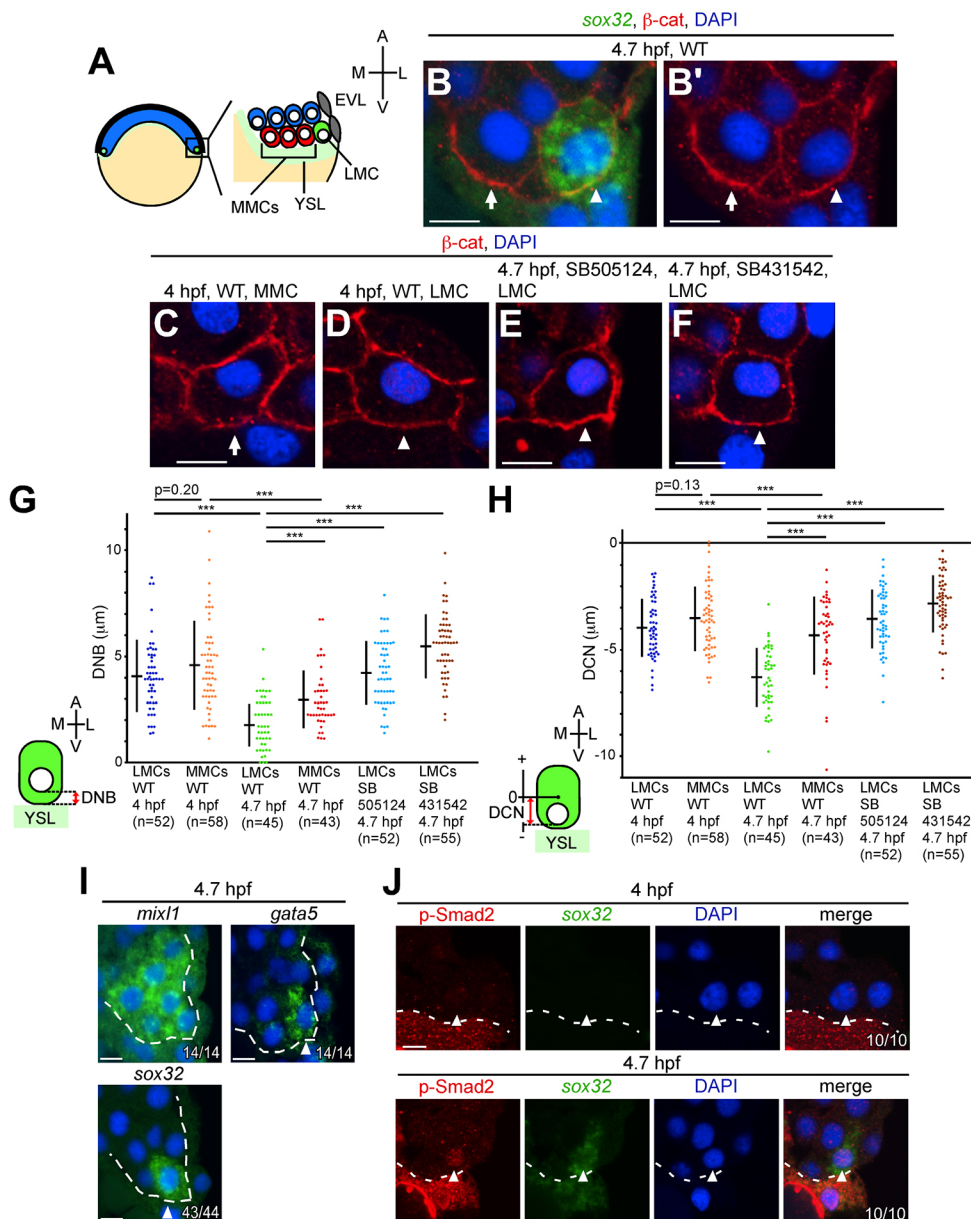 sox32, β-cat, DAPI
4.7 hpf, WT
A
A
M L
V
EVL
LMC
YSL
MMCs
B
B'
β-cat, DAPI
4 hpf, WT, MMC
4 hpf, WT, LMC
4.7 hpf, SB505124, LMC
4.7 hpf, SB431542, LMC
C
D
E
F
G
p=0.20
***
***
***
***
***
10
5
0
DNB (μm)
A
M L
V
DNB
YSL
LMCs WT 4 hpf (n=52)
MMCs WT 4 hpf (n=58)
LMCs WT 4.7 hpf (n=45)
MMCs WT 4.7 hpf (n=43)
LMCs SB 505124 4.7 hpf (n=52)
LMCs SB 431542 4.7 hpf (n=55)
H
p=0.13
***
***
***
***
***
0
-5
-10
DCN (μm)
A
M L
V
+
0
DCN
-
YSL
LMCs WT 4 hpf (n=52)
MMCs WT 4 hpf (n=58)
LMCs WT 4.7 hpf (n=45)
MMCs WT 4.7 hpf (n=43)
LMCs SB 505124 4.7 hpf (n=52)
LMCs SB 431542 4.7 hpf (n=55)
I
4.7 hpf
mixl1
gata5
14/14
14/14
sox32
43/44
J
4 hpf
p-Smad2
sox32
DAPI
merge
10/10
4.7 hpf
p-Smad2
sox32
DAPI
merge
10/10